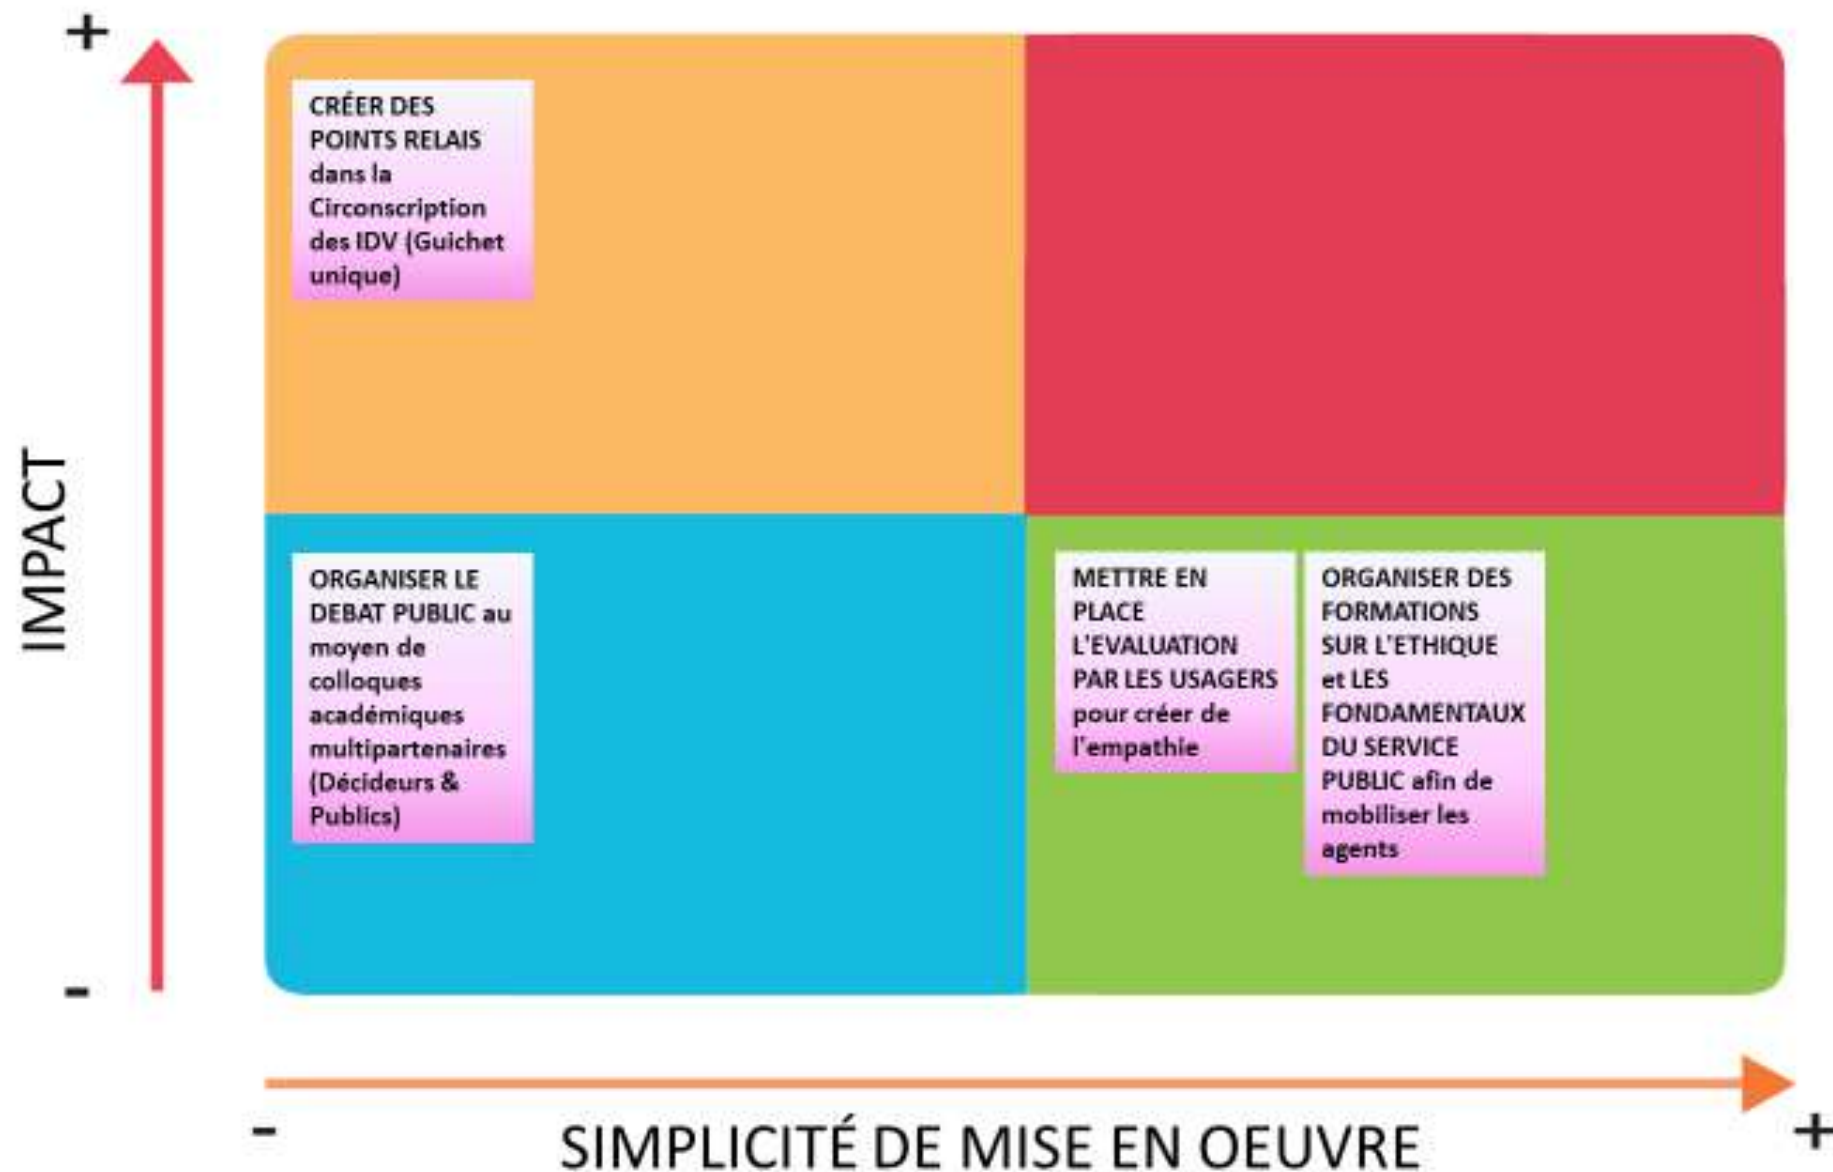 +
CRÉER DES
POINTS RELAIS
dans la
Circonscription
des IDV (Guichet
unique)
IMPACT
ORGANISER LE
DEBAT PUBLIC au
moyen de
colloques
académiques
multipartenaires
(Décideurs &
Publics)
METTRE EN
PLACE
L'EVALUATION
PAR LES USAGERS
pour créer de
l'empathie
ORGANISER DES
FORMATIONS
SUR L'ETHIQUE
et LES
FONDAMENTAUX
DU SERVICE
PUBLIC afin de
mobiliser les
agents
-
-
SIMPLICITÉ DE MISE EN OEUVRE
+